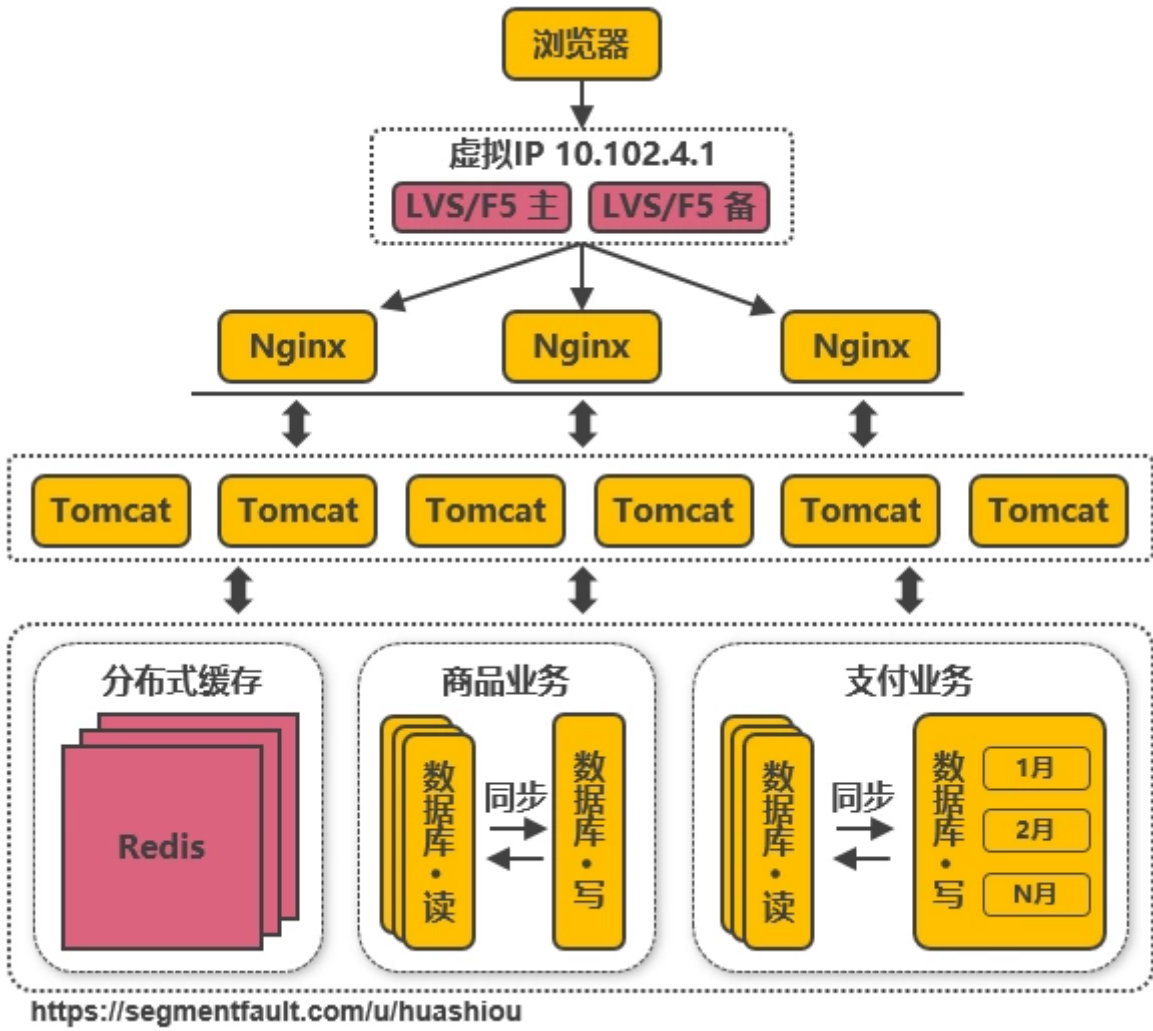 浏览器
虚拟IP 10.102.4.1
LVS/F5 主
LVS/F5 备
Nginx
Nginx
Nginx
Tomcat
Tomcat
Tomcat
Tomcat
Tomcat
Tomcat
分布式缓存
Redis
商品业务
数据库·读
同步
数据库·写
支付业务
数据库·读
同步
数据库·写
1月
2月
N月
https://segmentfault.com/u/huashiou